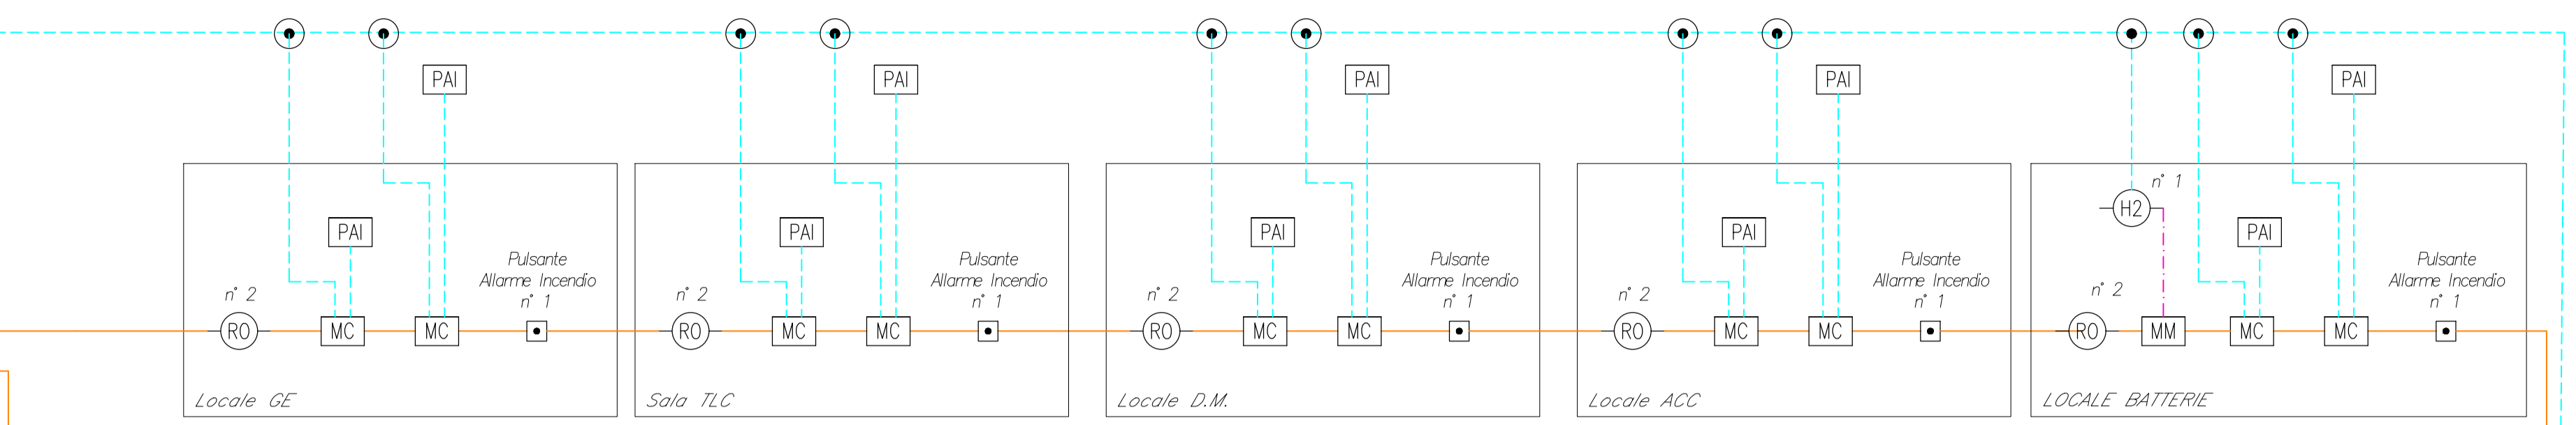 PAI
PAI
PAI
PAI
PAI
n° 1
H2
PAI
PAI
PAI
PAI
PAI
Pulsante
Allarme Incendio
n° 1
Pulsante
Allarme Incendio
n° 1
Pulsante
Allarme Incendio
n° 1
Pulsante
Allarme Incendio
n° 1
Pulsante
Allarme Incendio
n° 1
n° 2
n° 2
n° 2
n° 2
n° 2
RO MC MC
RO MC MC
RO MC MC
RO MC MC
RO MM MC MC
Locale GE
Sala TLC
Locale D.M.
Locale ACC
LOCALE BATTERIE